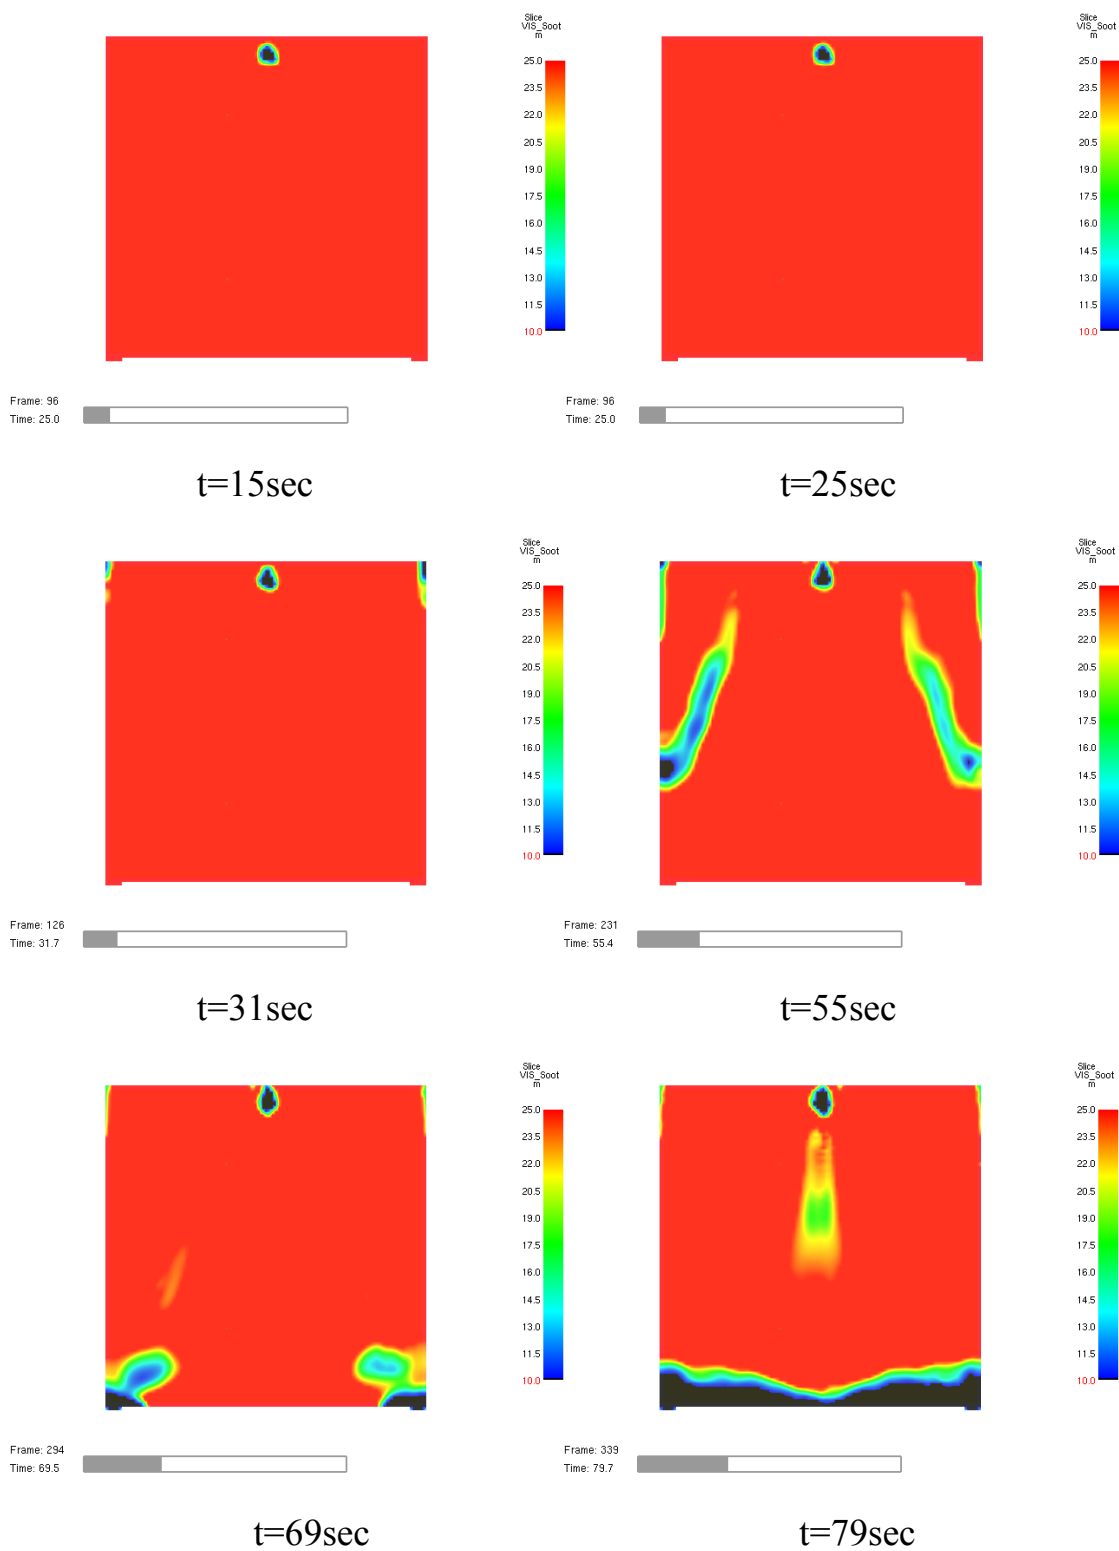 Slice
VIS_Soot
m
25.0
23.5
22.0
20.5
19.0
17.5
16.0
14.5
13.0
11.5
10.0
Frame: 96
Time: 25.0
t=15sec
Slice
VIS_Soot
m
25.0
23.5
22.0
20.5
19.0
17.5
16.0
14.5
13.0
11.5
10.0
Frame: 96
Time: 25.0
t=25sec
Slice
VIS_Soot
m
25.0
23.5
22.0
20.5
19.0
17.5
16.0
14.5
13.0
11.5
10.0
Frame: 126
Time: 31.7
t=31sec
Slice
VIS_Soot
m
25.0
23.5
22.0
20.5
19.0
17.5
16.0
14.5
13.0
11.5
10.0
Frame: 231
Time: 55.4
t=55sec
Slice
VIS_Soot
m
25.0
23.5
22.0
20.5
19.0
17.5
16.0
14.5
13.0
11.5
10.0
Frame: 294
Time: 69.5
t=69sec
Slice
VIS_Soot
m
25.0
23.5
22.0
20.5
19.0
17.5
16.0
14.5
13.0
11.5
10.0
Frame: 339
Time: 79.7
t=79sec